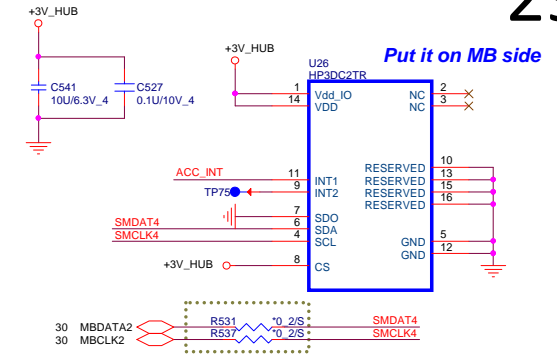 +3V_HUB
C541
10U/6.3V_4
C527
0.1U/10V_4
+3V_HUB
U26
HP3DC2TR
Put it on MB side
1 Vdd_IO
14 VDD
NC 2
NC 3
ACC_INT
11 INT1
TP75
9 INT2
7 SDO
SMDAT4
6 SDA
SMCLK4
4 SCL
+3V_HUB
8 CS
RESERVED 10
RESERVED 13
RESERVED 15
RESERVED 16
GND 5
GND 12
30 MBDATA2
R531 *0_2/S
SMDAT4
30 MBCLK2
R537 *0_2/S
SMCLK4